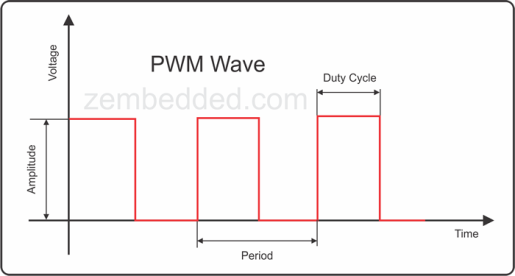 PWM Wave
zembedded.com
Duty Cycle
Voltage
Amplitude
Time
Period